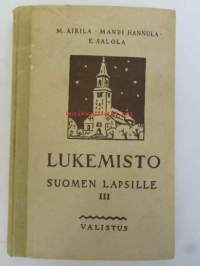 M. AIRILA · MANDI HANNULA ·
E. SALOLA
LUKEMISTO
SUOMEN LAPSILLE
III
VALISTUS